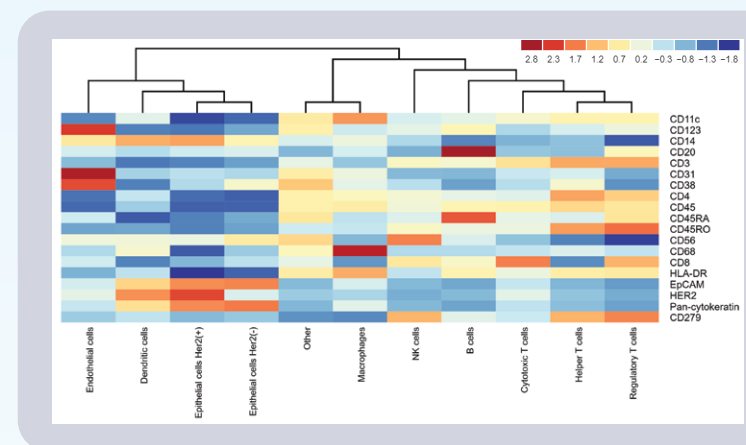 2.8 2.3 1.7 1.2 0.7 0.2 −0.3 −0.8 −1.3 −1.8
CD11c
CD123
CD14
CD20
CD3
CD31
CD38
CD4
CD45
CD45RA
CD45RO
CD56
CD68
CD8
HLA-DR
EpCAM
HER2
Pan-cytokeratin
CD279
Endothelial cells
Dendritic cells
Epithelial cells Her2(+)
Epithelial cells Her2(-)
Other
Macrophages
NK cells
B cells
Cytotoxic T cells
Helper T cells
Regulatory T cells